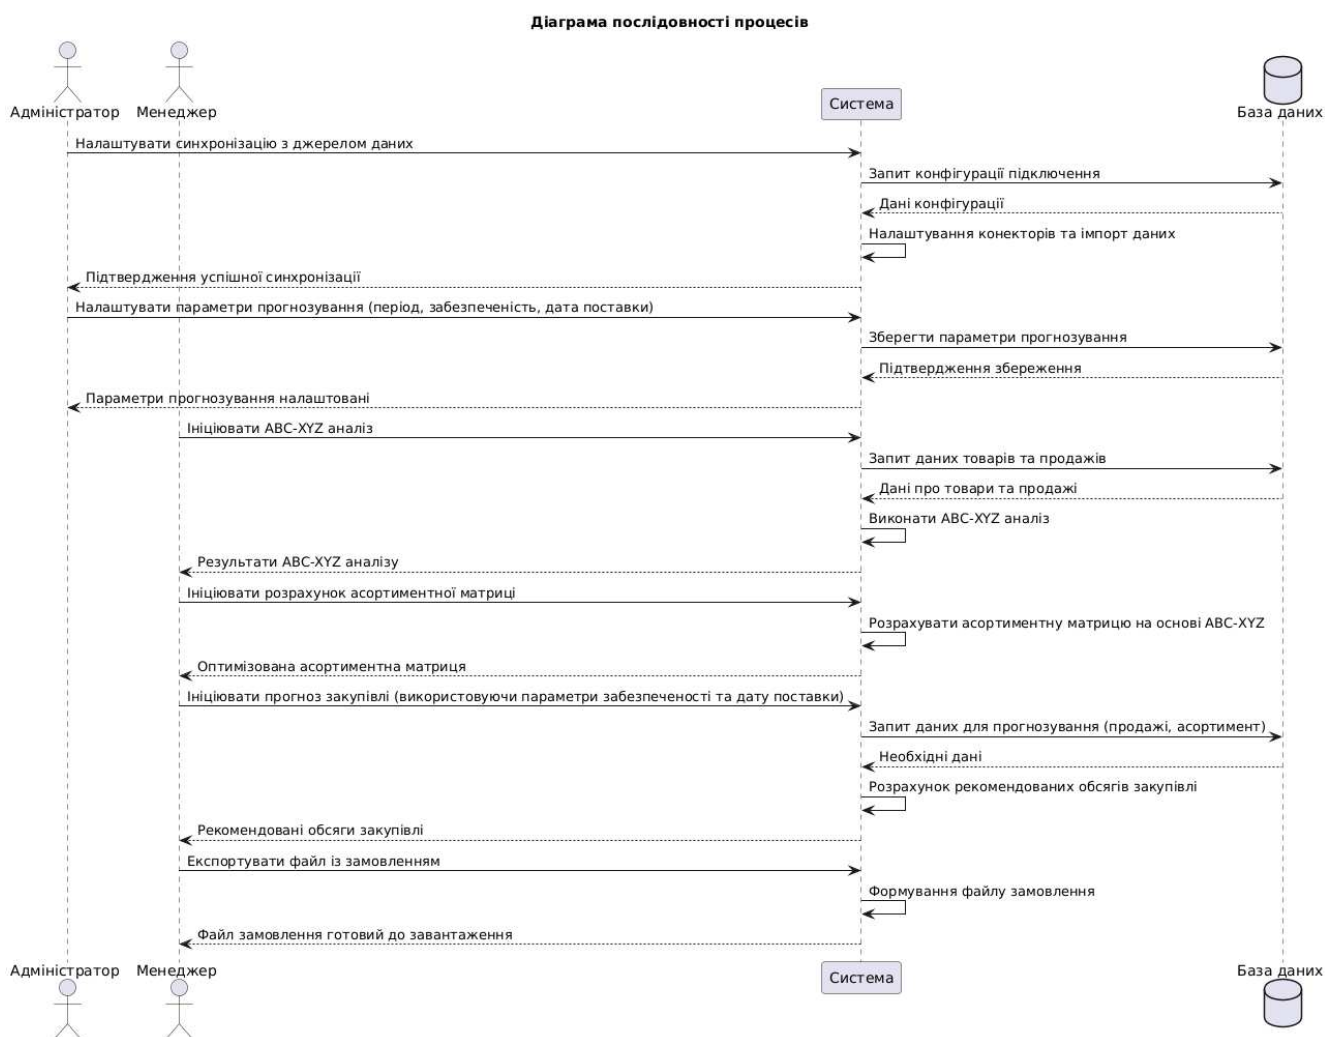 Діаграма послідовності процесів
Адміністратор
Менеджер
Система
База даних
Налаштувати синхронізацію з джерелом даних
Запит конфігурації підключення
Дані конфігурації
Налаштування конекторів та імпорт даних
Підтвердження успішної синхронізації
Налаштувати параметри прогнозування (період, забезпеченість, дата поставки)
Зберегти параметри прогнозування
Підтвердження збереження
Параметри прогнозування налаштовані
Ініціювати ABC-XYZ аналіз
Запит даних товарів та продажів
Дані про товари та продажі
Виконати ABC-XYZ аналіз
Результати ABC-XYZ аналізу
Ініціювати розрахунок асортиментної матриці
Розрахувати асортиментну матрицю на основі ABC-XYZ
Оптимізована асортиментна матриця
Ініціювати прогноз закупівлі (використовуючи параметри забезпеченості та дату поставки)
Запит даних для прогнозування (продажі, асортимент)
Необхідні дані
Розрахунок рекомендованих обсягів закупівлі
Рекомендовані обсяги закупівлі
Експортувати файл із замовленням
Формування файлу замовлення
Файл замовлення готовий до завантаження
Адміністратор
Менеджер
Система
База даних